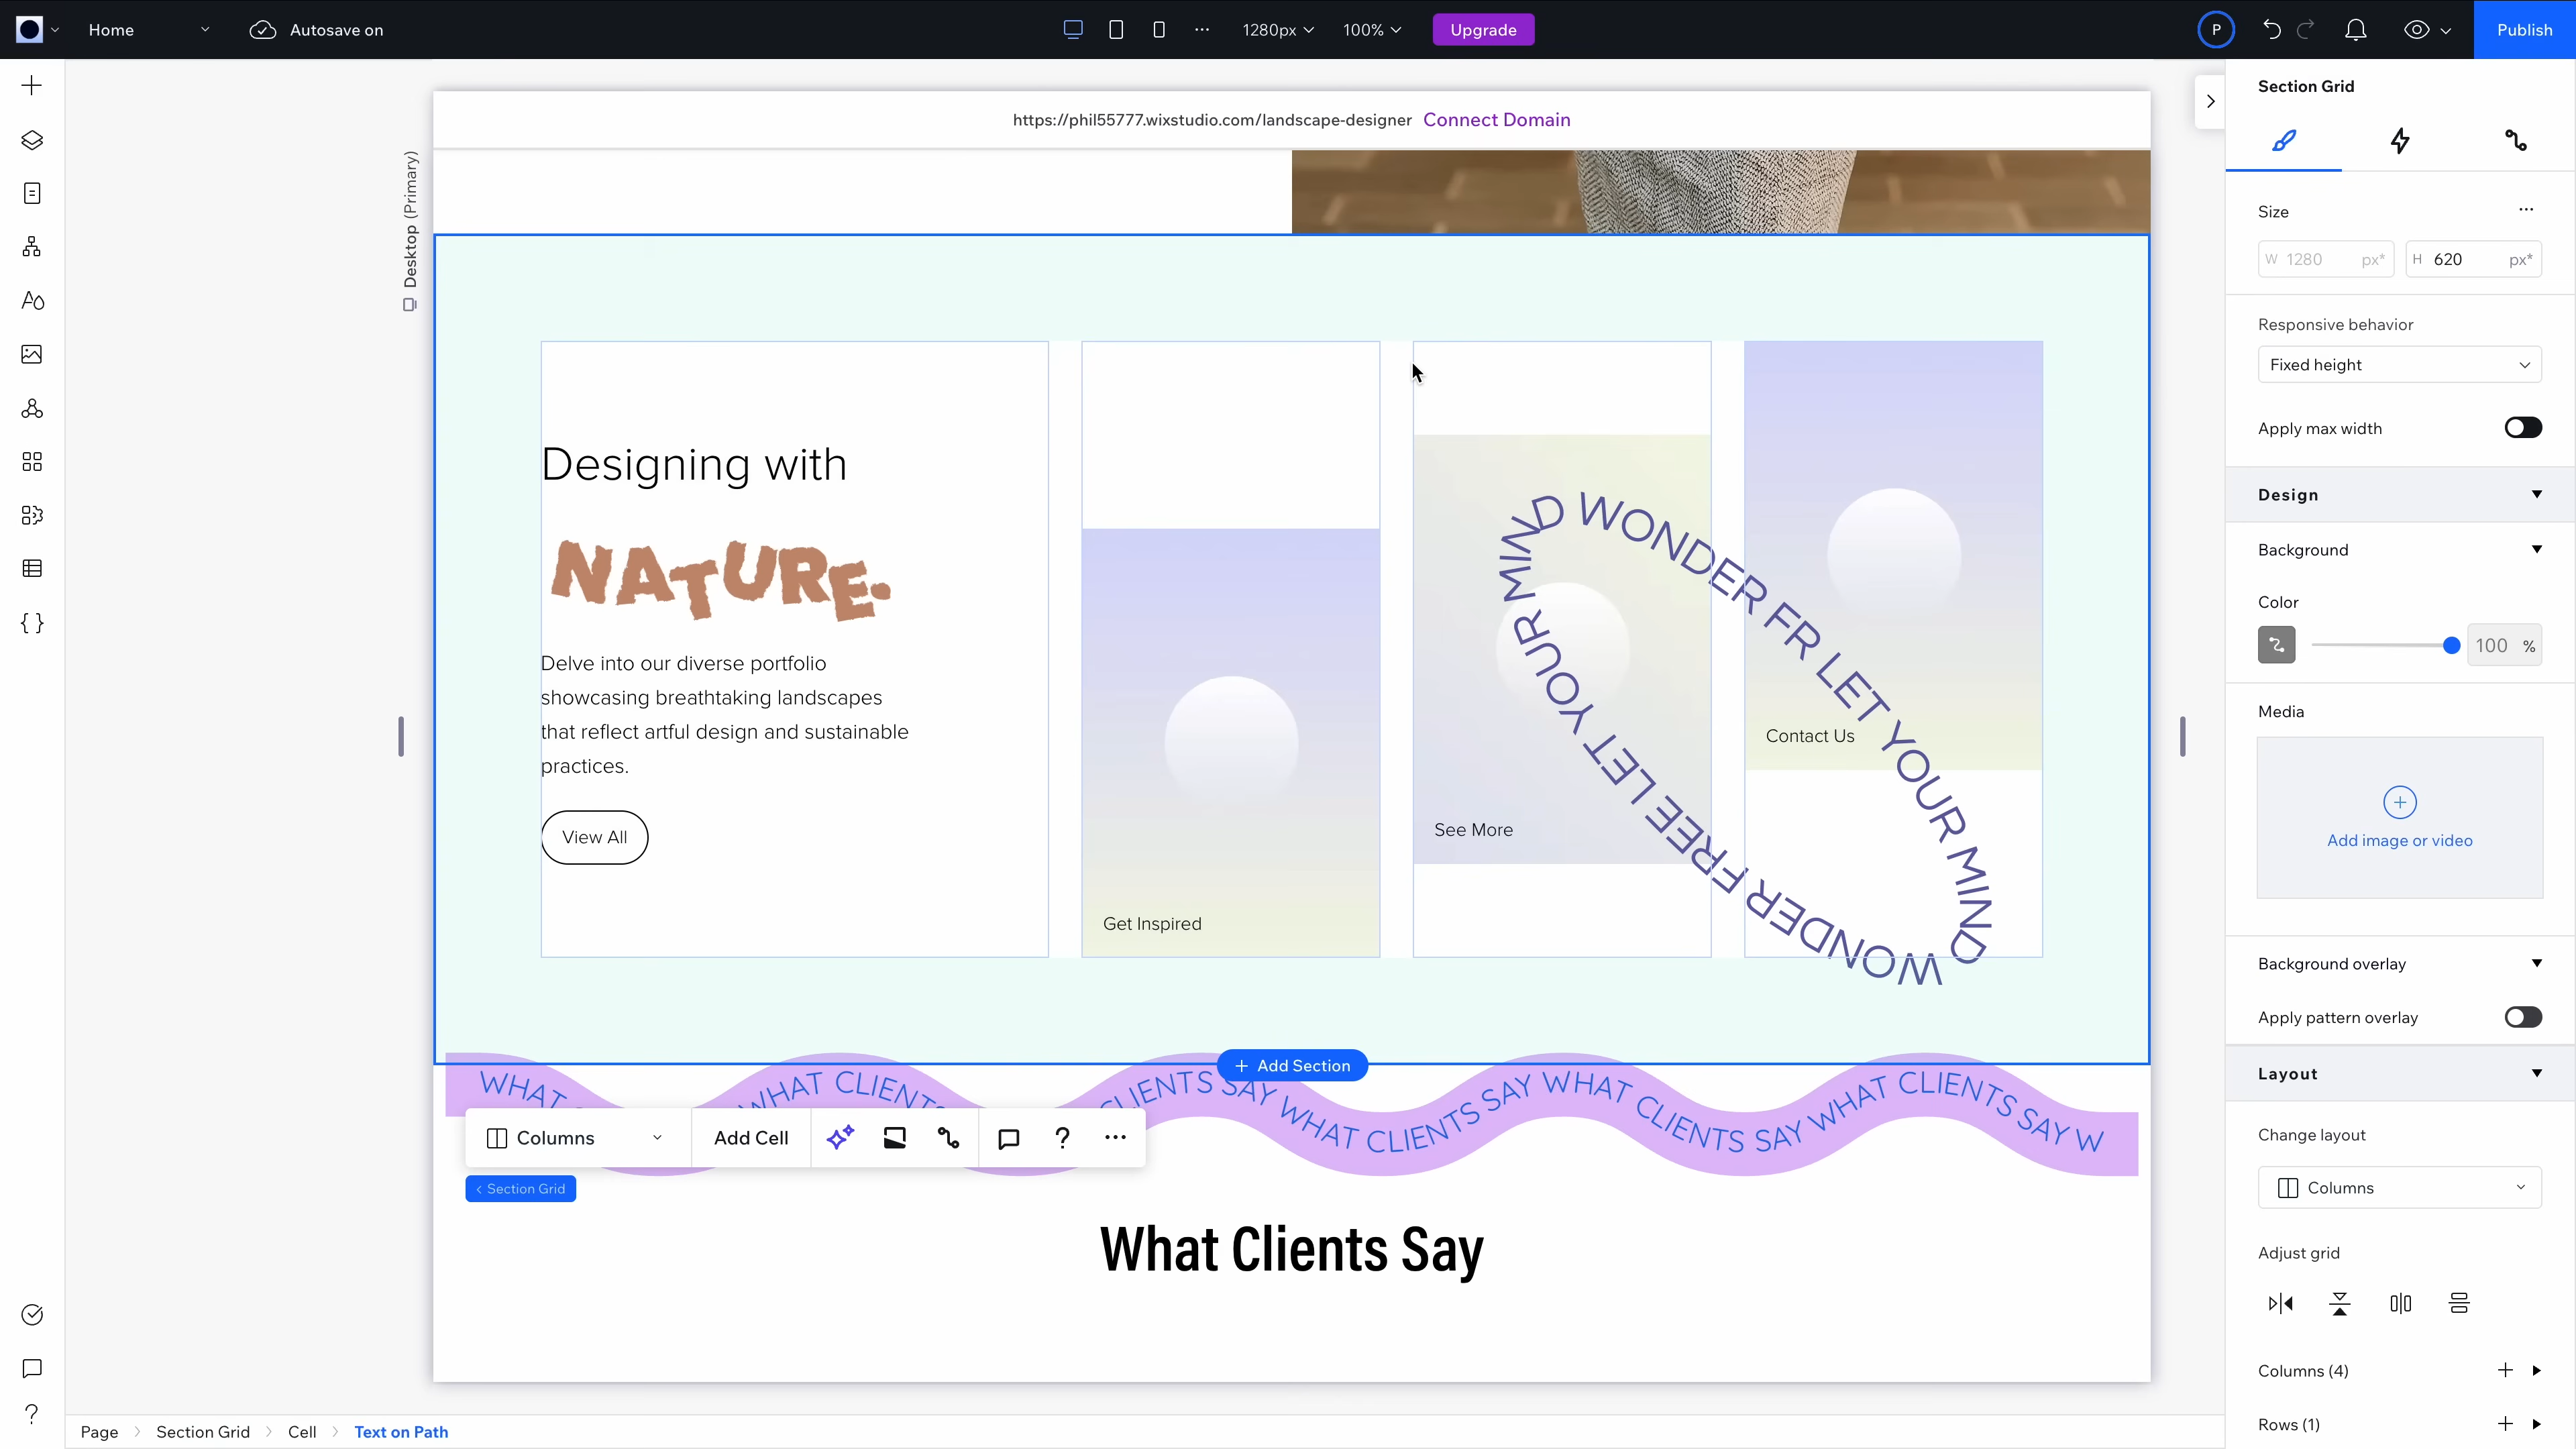 Home
Autosave on
1280px
100%
Upgrade
P
Publish
https://phil55777.wixstudio.com/landscape-designer Connect Domain
Desktop (Primary)
Designing with
NATURE.
Delve into our diverse portfolio
showcasing breathtaking landscapes
that reflect artful design and sustainable
practices.
View All
Get Inspired
See More
Contact Us
WONDER FR LET YOUR MIND WONDER FREE LET YOUR MIND
+ Add Section
WHAT
WHAT CLIENTS
CLIENTS SAY WHAT CLIENTS SAY WHAT CLIENTS SAY WHAT CLIENTS SAY W
Columns
Add Cell
< Section Grid
What Clients Say
Page > Section Grid > Cell > Text on Path
Section Grid
Size
W 1280 px*
H 620 px*
Responsive behavior
Fixed height
Apply max width
Design
Background
Color
100 %
Media
Add image or video
Background overlay
Apply pattern overlay
Layout
Change layout
Columns
Adjust grid
Columns (4)
Rows (1)